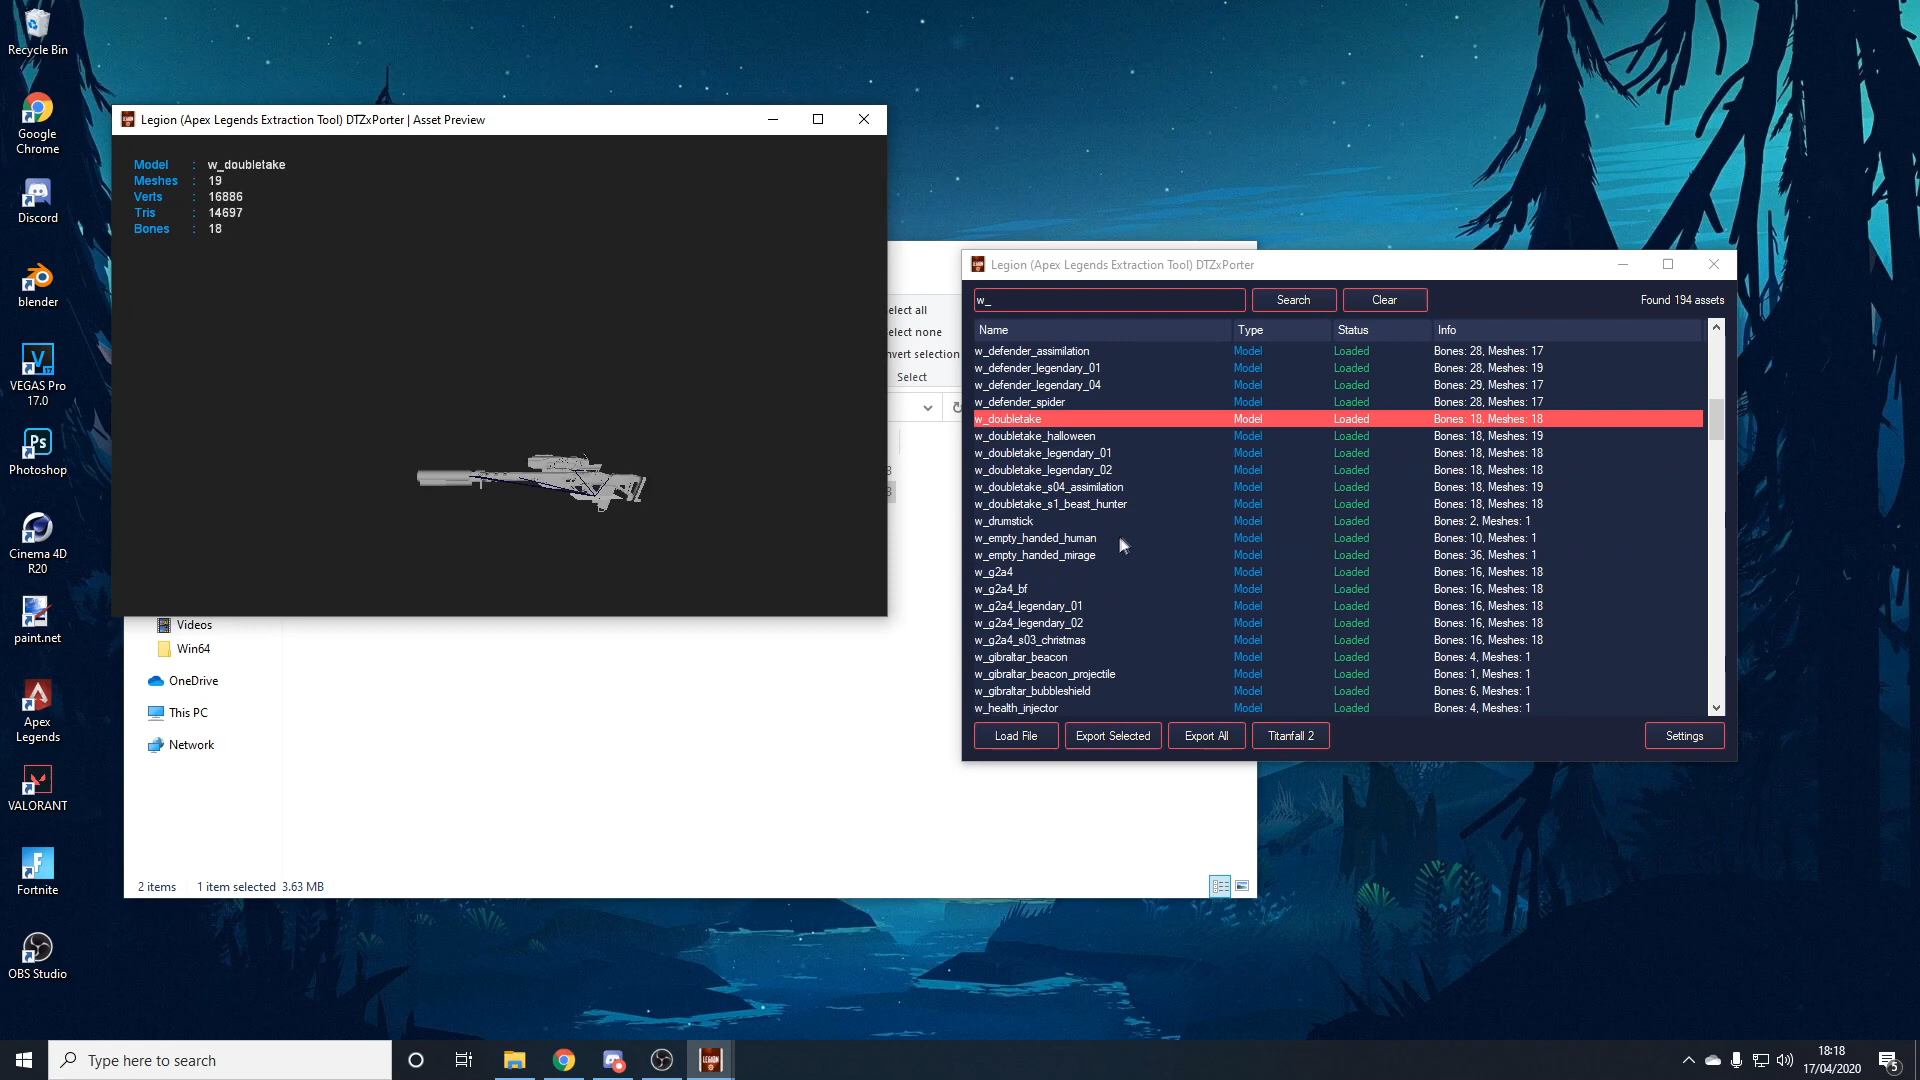 Recycle Bin
Google
Chrome
Discord
blender
VEGAS Pro
17.0
Photoshop
Cinema 4D
R20
paint.net
Apex
Legends
VALORANT
Fortnite
OBS Studio
Legion (Apex Legends Extraction Tool) DTZxPorter | Asset Preview
Model : w_doubletake
Meshes : 19
Verts : 16886
Tris : 14697
Bones : 18
elect all
elect none
nvert selection
Select
Videos
Win64
OneDrive
This PC
Network
2 items 1 item selected 3.63 MB
Legion (Apex Legends Extraction Tool) DTZxPorter
w_ Search Clear Found 194 assets
Name Type Status Info
w_defender_assimilation Model Loaded Bones: 28, Meshes: 17
w_defender_legendary_01 Model Loaded Bones: 28, Meshes: 19
w_defender_legendary_04 Model Loaded Bones: 29, Meshes: 17
w_defender_spider Model Loaded Bones: 28, Meshes: 17
w_doubletake Model Loaded Bones: 18, Meshes: 18
w_doubletake_halloween Model Loaded Bones: 18, Meshes: 19
w_doubletake_legendary_01 Model Loaded Bones: 18, Meshes: 18
w_doubletake_legendary_02 Model Loaded Bones: 18, Meshes: 18
w_doubletake_s04_assimilation Model Loaded Bones: 18, Meshes: 19
w_doubletake_s1_beast_hunter Model Loaded Bones: 18, Meshes: 18
w_drumstick Model Loaded Bones: 2, Meshes: 1
w_empty_handed_human Model Loaded Bones: 10, Meshes: 1
w_empty_handed_mirage Model Loaded Bones: 36, Meshes: 1
w_g2a4 Model Loaded Bones: 16, Meshes: 18
w_g2a4_bf Model Loaded Bones: 16, Meshes: 18
w_g2a4_legendary_01 Model Loaded Bones: 16, Meshes: 18
w_g2a4_legendary_02 Model Loaded Bones: 16, Meshes: 18
w_g2a4_s03_christmas Model Loaded Bones: 16, Meshes: 18
w_gibraltar_beacon Model Loaded Bones: 4, Meshes: 1
w_gibraltar_beacon_projectile Model Loaded Bones: 1, Meshes: 1
w_gibraltar_bubbleshield Model Loaded Bones: 6, Meshes: 1
w_health_injector Model Loaded Bones: 4, Meshes: 1
Load File Export Selected Export All Titanfall 2 Settings
Type here to search
18:18
17/04/2020
5